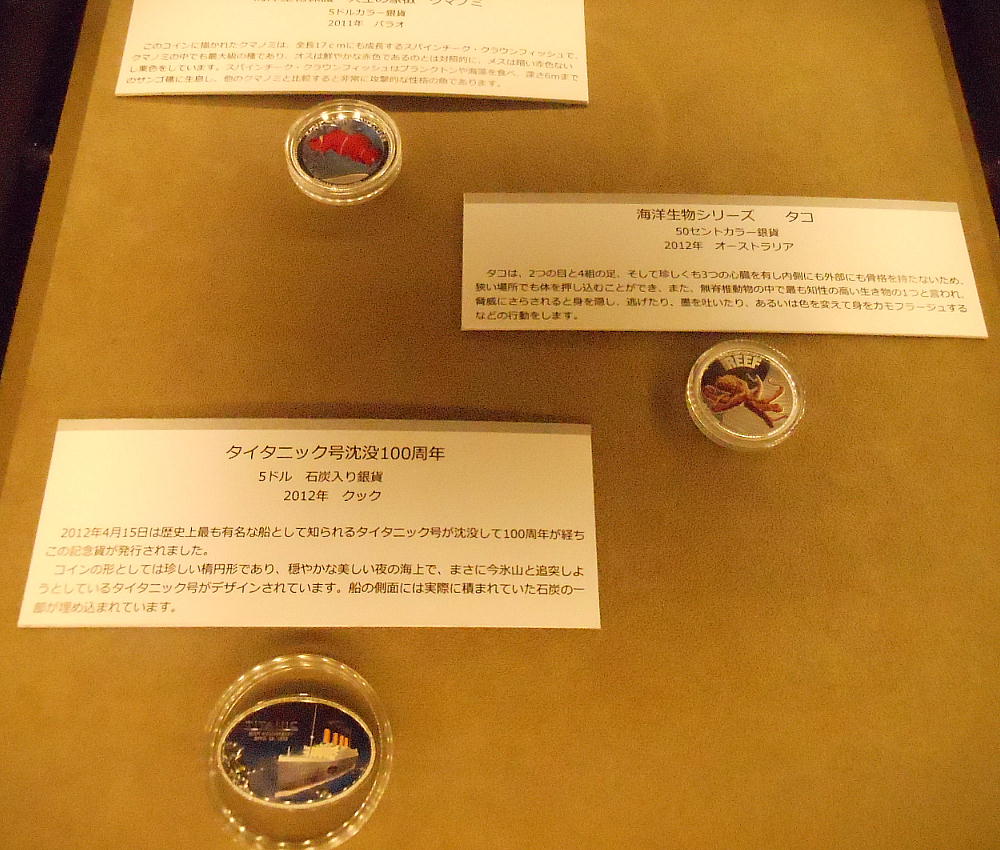 クマノミ
5ドルカラー銀貨
2011年　パラオ
このコインに描かれたクマノミは、全長17cmにも成長するスパインチーク・クラウンフィッシュで、
クマノミの中でも最大級の種であり、オスは鮮やかな赤色であるのとは対照的に、メスは暗い赤色ない
し栗色をしています。スパインチーク・クラウンフィッシュはプランクトンや海藻を食べ、深さ6mまで
のサンゴ礁に生息し、他のクマノミと比較すると非常に攻撃的な性格の魚であります。
海洋生物シリーズ　　タコ
50セントカラー銀貨
2012年　オーストラリア
タコは、2つの目と4組の足、そして珍しくも3つの心臓を有し内側にも外部にも骨格を持たないため、
狭い場所でも体を押し込むことができ、また、無脊椎動物の中で最も知性の高い生き物の1つと言われ、
脅威にさらされると身を隠し、逃げたり、墨を吐いたり、あるいは色を変えて身をカモフラージュする
などの行動をします。
REEF
タイタニック号沈没100周年
5ドル　石炭入り銀貨
2012年　クック
2012年4月15日は歴史上最も有名な船として知られるタイタニック号が沈没して100周年が経ち
この記念貨が発行されました。
コインの形としては珍しい楕円形であり、穏やかな美しい夜の海上で、まさに今氷山と追突しよ
うとしているタイタニック号がデザインされています。船の側面には実際に積まれていた石炭の一
部が埋め込まれています。
TITANIC